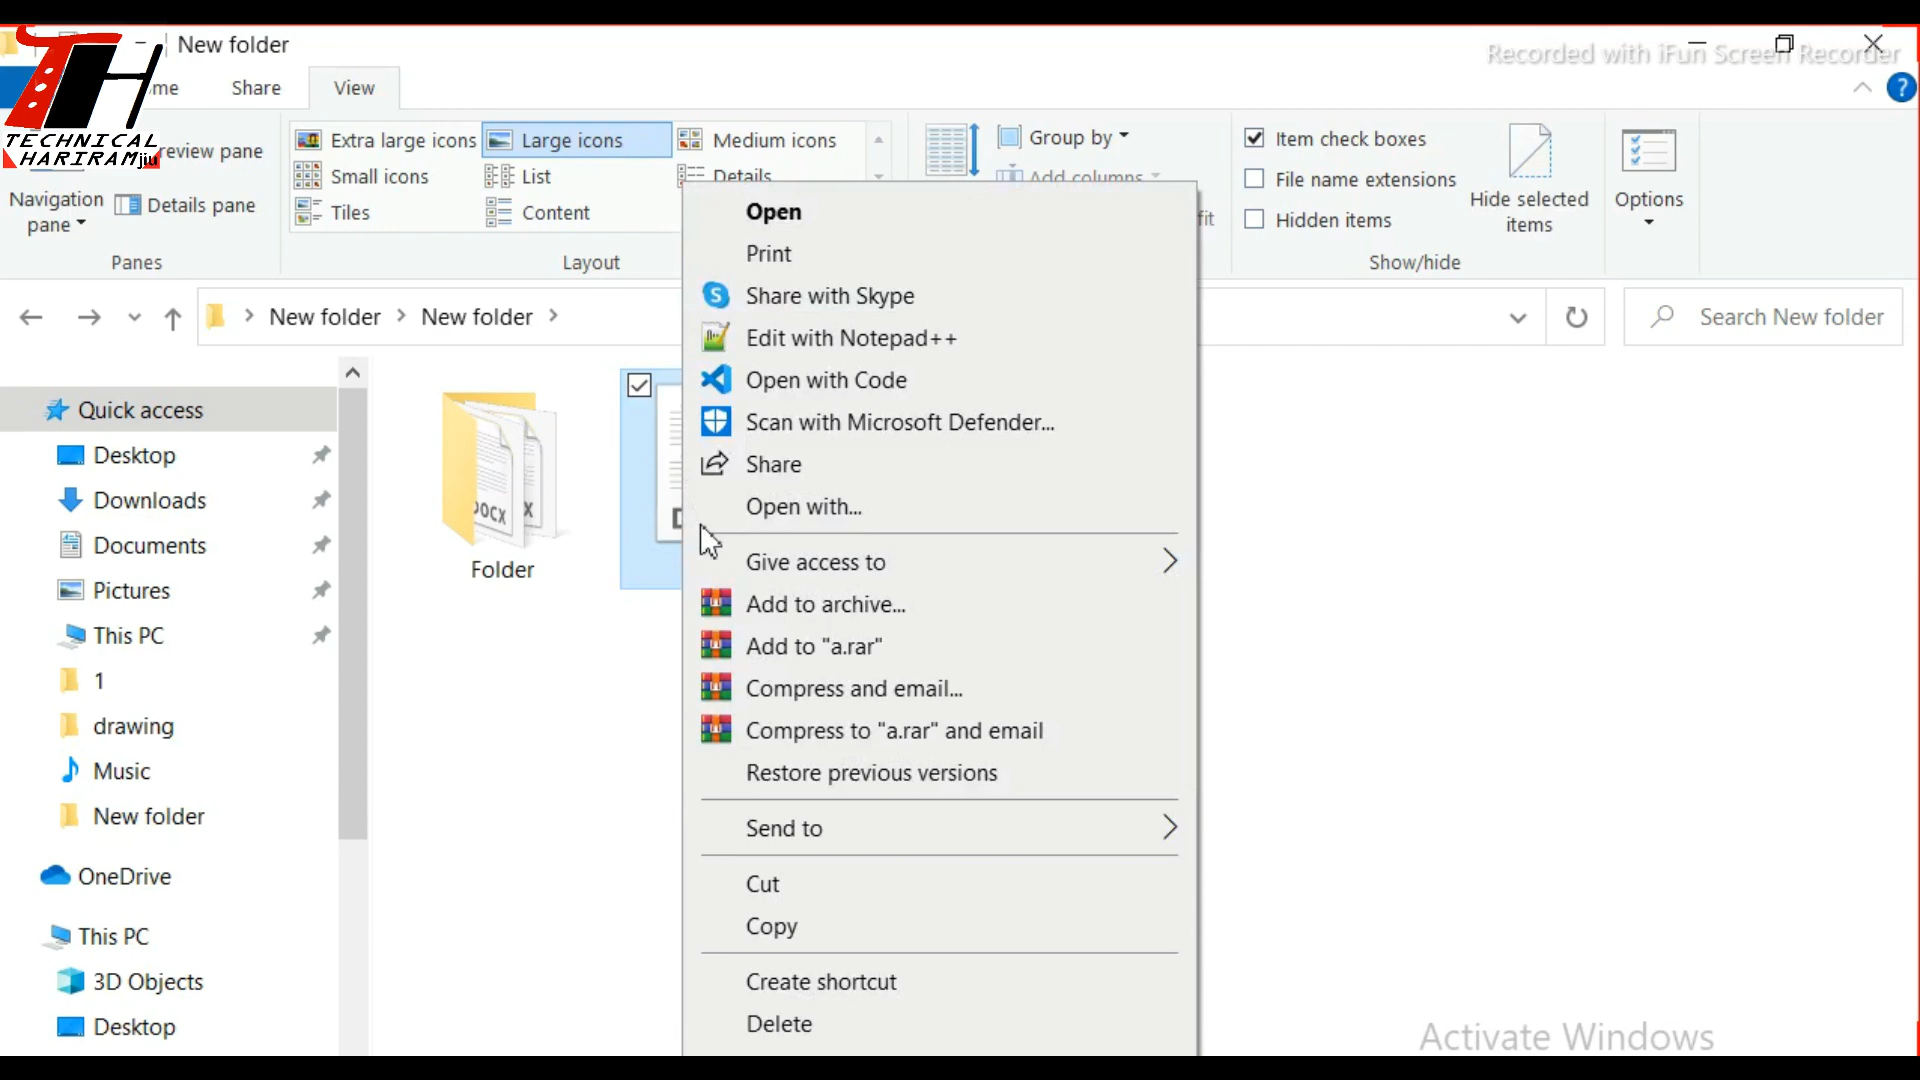 New folder
Recorded with iFun Screen Recorder
TECHNICAL
HARIRAMjiu
Share
View
Navigation
pane
Details pane
Panes
Extra large icons
Large icons
Medium icons
Small icons
List
Details
Tiles
Content
Layout
Group by
Add columns
Item check boxes
File name extensions
Hidden items
Hide selected
items
Show/hide
Options
New folder
New folder
Search New folder
Quick access
Desktop
Downloads
Documents
Pictures
This PC
1
drawing
Music
New folder
OneDrive
This PC
3D Objects
Desktop
DOCX
Folder
Open
Print
Share with Skype
Edit with Notepad++
Open with Code
Scan with Microsoft Defender...
Share
Open with...
Give access to
Add to archive...
Add to "a.rar"
Compress and email...
Compress to "a.rar" and email
Restore previous versions
Send to
Cut
Copy
Create shortcut
Delete
Activate Windows